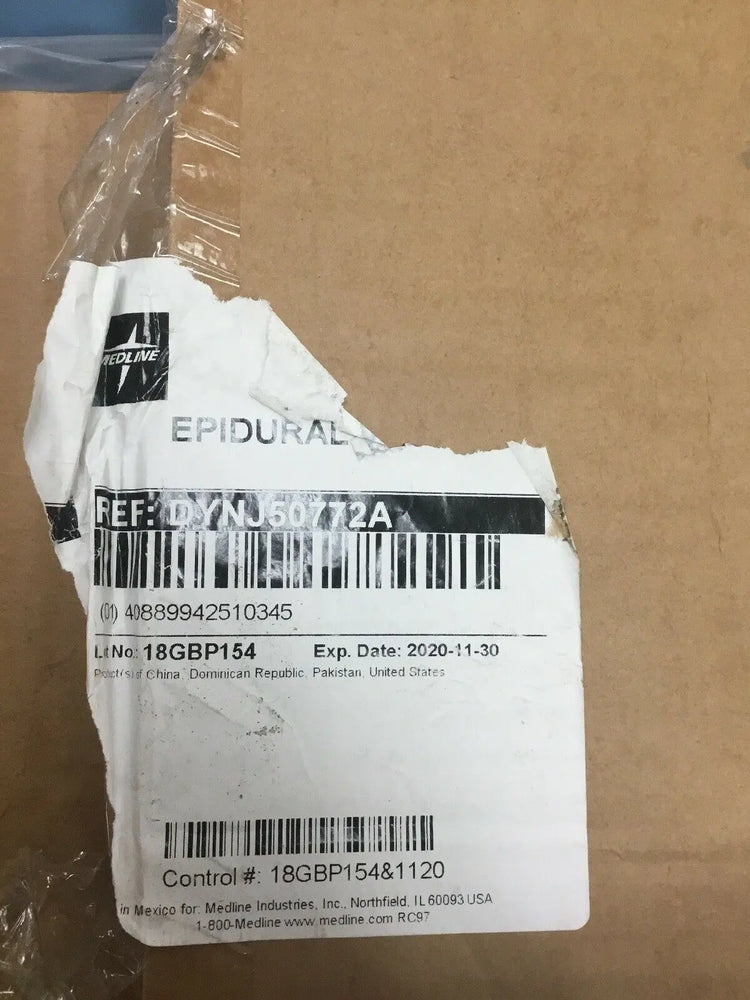 MEDLINE
EPIDURAL
REF: DYNJ50772A
(01) 40889942510345
Lot No.: 18GBP154 Exp. Date: 2020-11-30
Product(s) of China, Dominican Republic, Pakistan, United States
Control #: 18GBP154&1120
in Mexico for: Medline Industries, Inc., Northfield, IL 60093 USA
1-800-Medline www.medline.com RC97